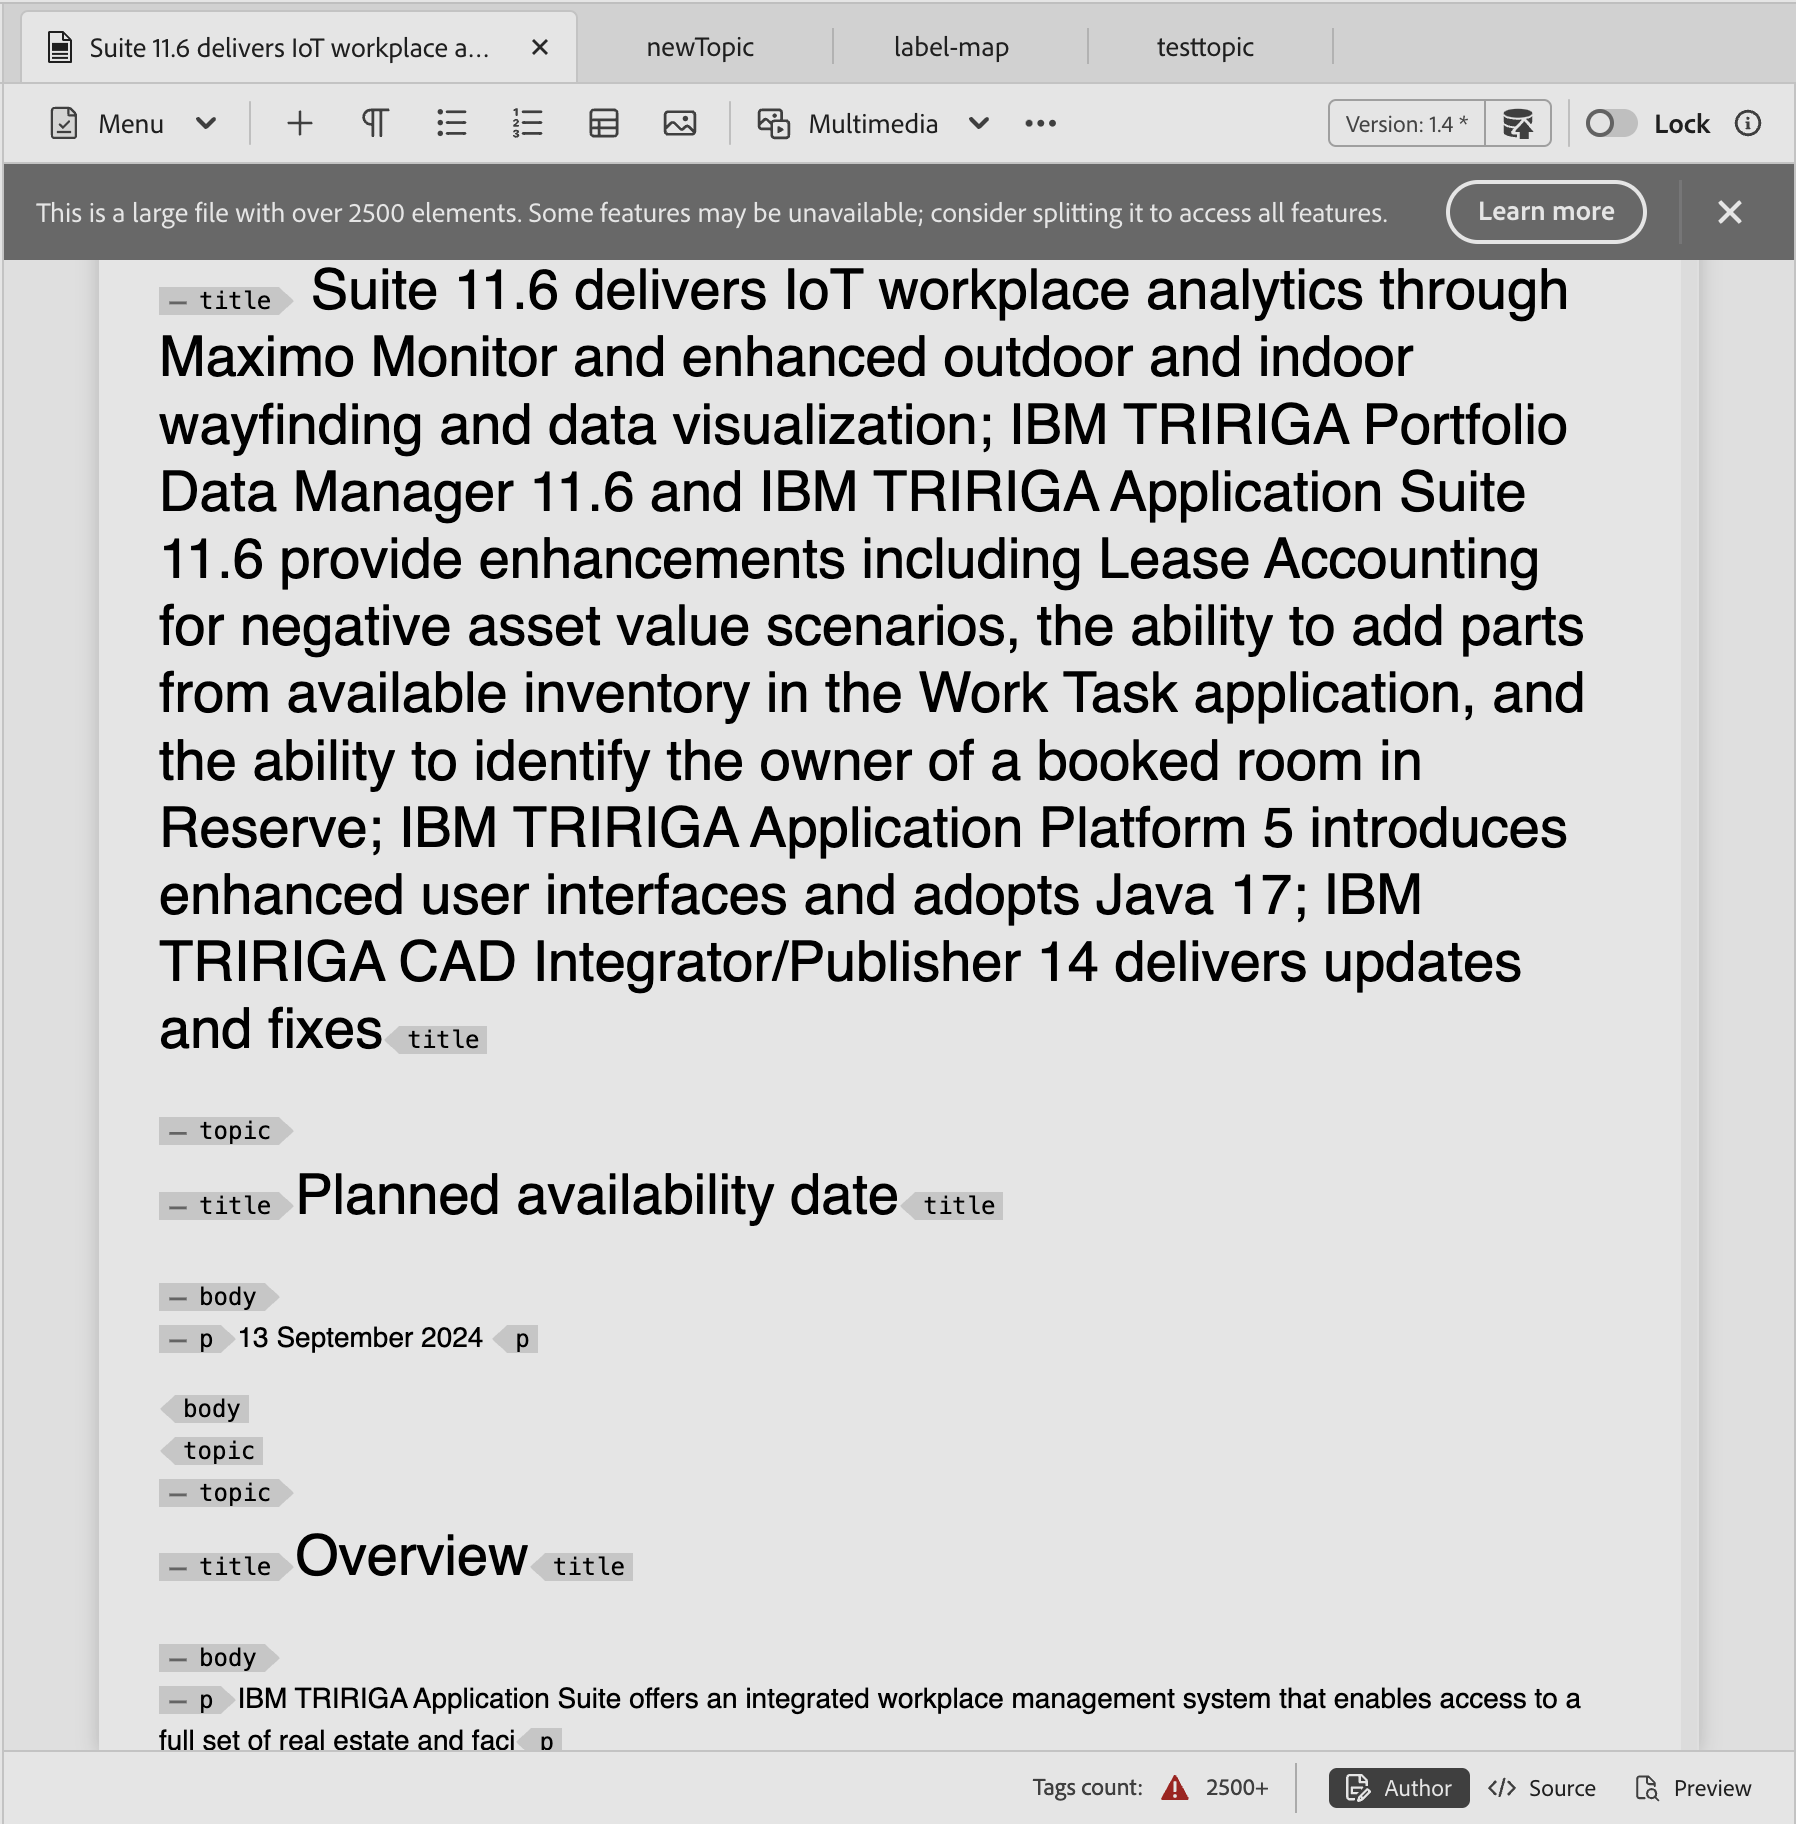 Suite 11.6 delivers IoT workplace a... newTopic label-map testtopic
Menu Multimedia Version: 1.4 * Lock
This is a large file with over 2500 elements. Some features may be unavailable; consider splitting it to access all features. Learn more
title Suite 11.6 delivers IoT workplace analytics through
Maximo Monitor and enhanced outdoor and indoor
wayfinding and data visualization; IBM TRIRIGA Portfolio
Data Manager 11.6 and IBM TRIRIGA Application Suite
11.6 provide enhancements including Lease Accounting
for negative asset value scenarios, the ability to add parts
from available inventory in the Work Task application, and
the ability to identify the owner of a booked room in
Reserve; IBM TRIRIGA Application Platform 5 introduces
enhanced user interfaces and adopts Java 17; IBM
TRIRIGA CAD Integrator/Publisher 14 delivers updates
and fixes title
topic
title Planned availability date title
body
p 13 September 2024 p
body
topic
topic
title Overview title
body
p IBM TRIRIGA Application Suite offers an integrated workplace management system that enables access to a
full set of real estate and faci p
Tags count: 2500+ Author </> Source Preview